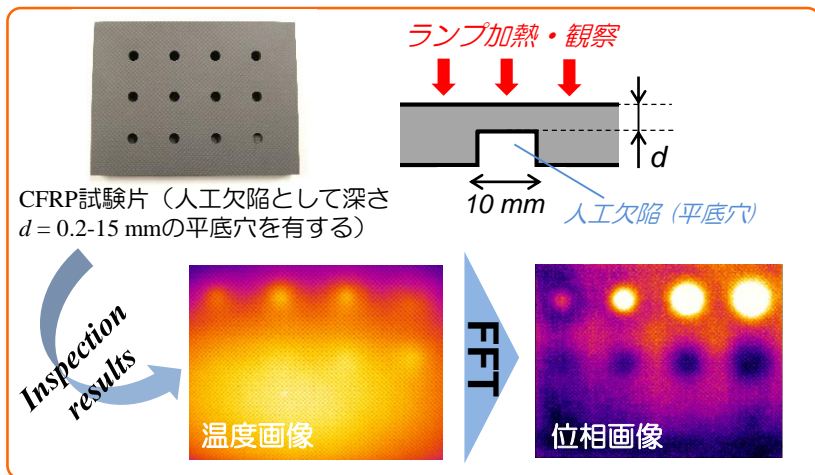 ランプ加熱・観察
d
10 mm
人工欠陥 (平底穴)
CFRP試験片（人工欠陥として深さ
d = 0.2-15 mmの平底穴を有する）
Inspection
results
FFT
温度画像
位相画像